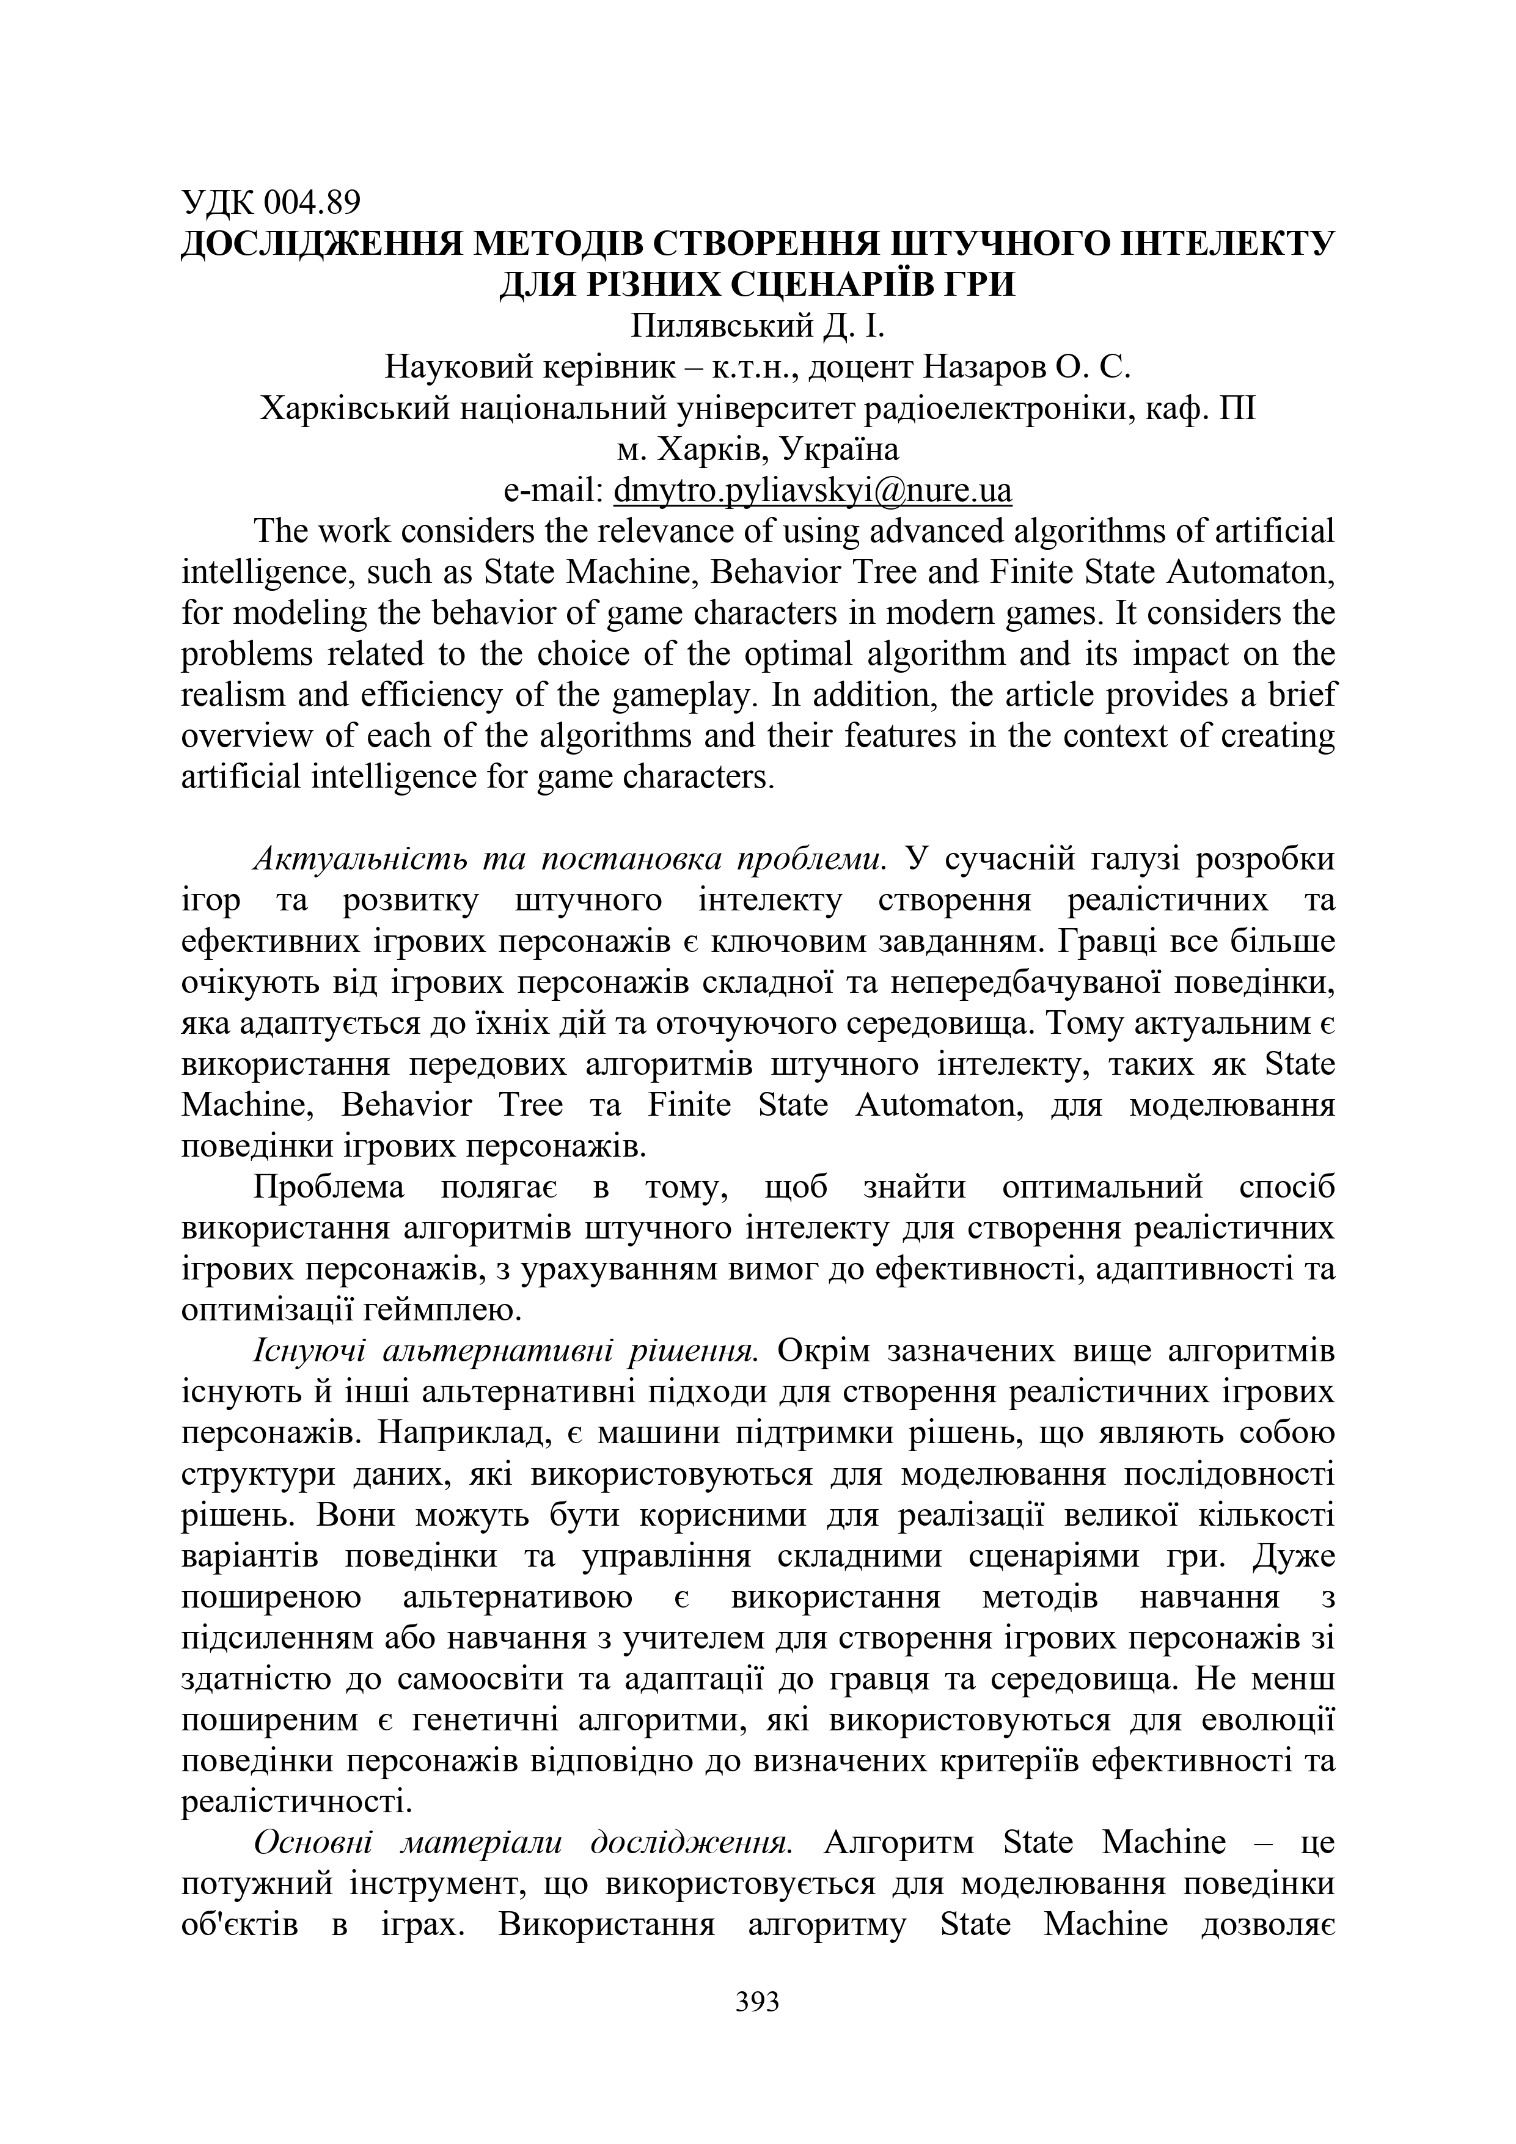 УДК 004.89
ДОСЛІДЖЕННЯ МЕТОДІВ СТВОРЕННЯ ШТУЧНОГО ІНТЕЛЕКТУ
ДЛЯ РІЗНИХ СЦЕНАРІЇВ ГРИ
Пилявський Д. І.
Науковий керівник – к.т.н., доцент Назаров О. С.
Харківський національний університет радіоелектроніки, каф. ПІ
м. Харків, Україна
e-mail: dmytro.pyliavskyi@nure.ua
The work considers the relevance of using advanced algorithms of artificial
intelligence, such as State Machine, Behavior Tree and Finite State Automaton,
for modeling the behavior of game characters in modern games. It considers the
problems related to the choice of the optimal algorithm and its impact on the
realism and efficiency of the gameplay. In addition, the article provides a brief
overview of each of the algorithms and their features in the context of creating
artificial intelligence for game characters.
Актуальність та постановка проблеми. У сучасній галузі розробки
ігор та розвитку штучного інтелекту створення реалістичних та
ефективних ігрових персонажів є ключовим завданням. Гравці все більше
очікують від ігрових персонажів складної та непередбачуваної поведінки,
яка адаптується до їхніх дій та оточуючого середовища. Тому актуальним є
використання передових алгоритмів штучного інтелекту, таких як State
Machine, Behavior Tree та Finite State Automaton, для моделювання
поведінки ігрових персонажів.
Проблема полягає в тому, щоб знайти оптимальний спосіб
використання алгоритмів штучного інтелекту для створення реалістичних
ігрових персонажів, з урахуванням вимог до ефективності, адаптивності та
оптимізації геймплею.
Існуючі альтернативні рішення. Окрім зазначених вище алгоритмів
існують й інші альтернативні підходи для створення реалістичних ігрових
персонажів. Наприклад, є машини підтримки рішень, що являють собою
структури даних, які використовуються для моделювання послідовності
рішень. Вони можуть бути корисними для реалізації великої кількості
варіантів поведінки та управління складними сценаріями гри. Дуже
поширеною альтернативою є використання методів навчання з
підсиленням або навчання з учителем для створення ігрових персонажів зі
здатністю до самоосвіти та адаптації до гравця та середовища. Не менш
поширеним є генетичні алгоритми, які використовуються для еволюції
поведінки персонажів відповідно до визначених критеріїв ефективності та
реалістичності.
Основні матеріали дослідження. Алгоритм State Machine – це
потужний інструмент, що використовується для моделювання поведінки
об'єктів в іграх. Використання алгоритму State Machine дозволяє
393